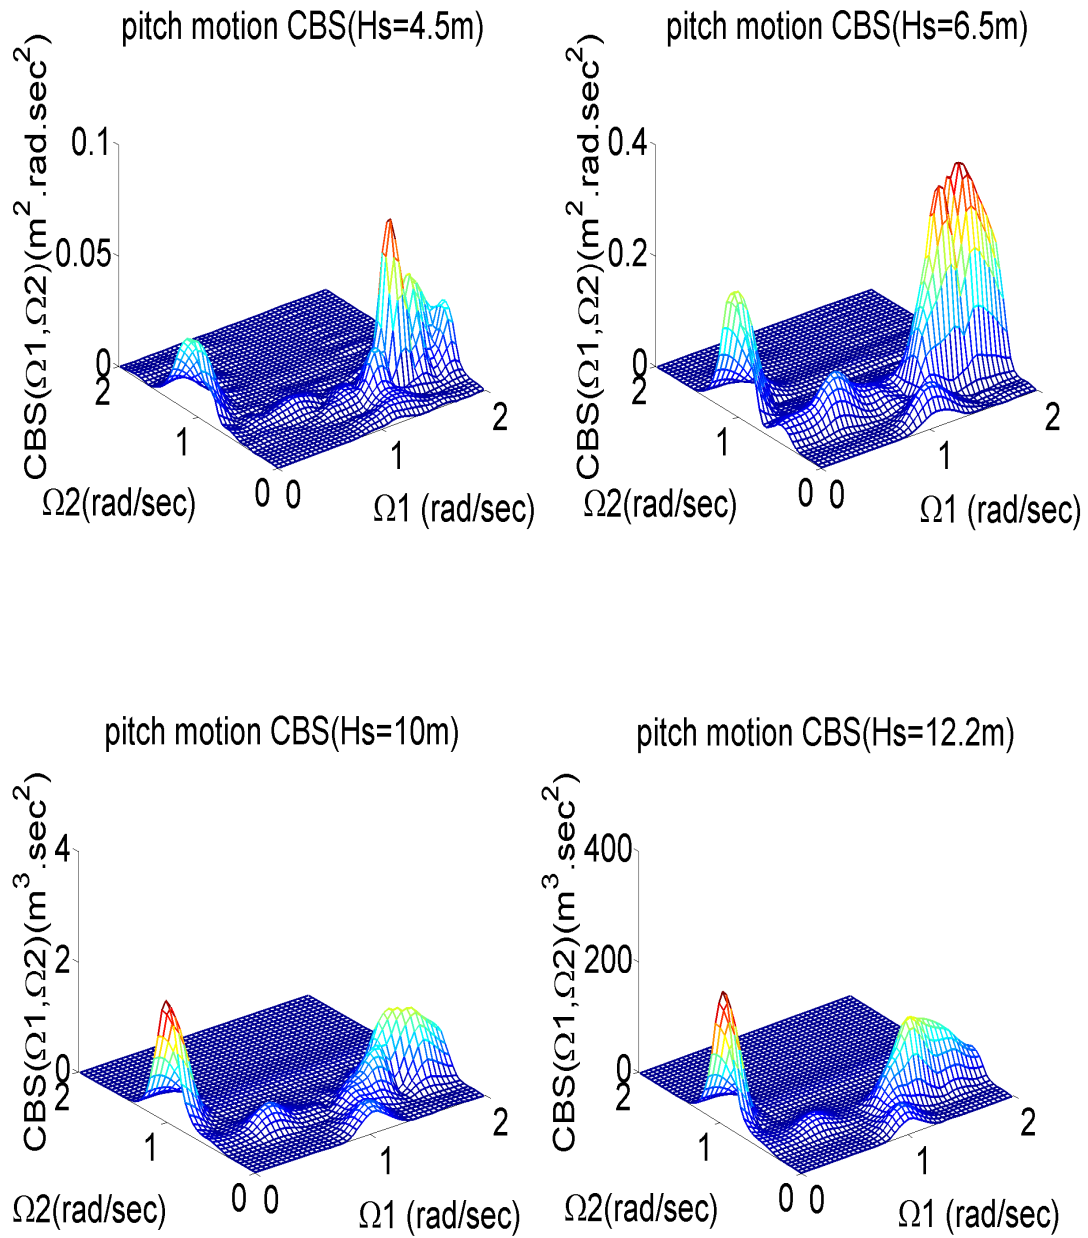 pitch motion CBS(Hs=4.5m)
CBS(Ω1,Ω2)(m².rad.sec²)
0.1
0.05
0
2
1
0
0
1
2
Ω2(rad/sec)
Ω1 (rad/sec)
pitch motion CBS(Hs=6.5m)
CBS(Ω1,Ω2)(m².rad.sec²)
0.4
0.2
0
2
1
0
0
1
2
Ω2(rad/sec)
Ω1 (rad/sec)
pitch motion CBS(Hs=10m)
CBS(Ω1,Ω2)(m³.sec²)
4
2
0
2
1
0
0
1
2
Ω2(rad/sec)
Ω1 (rad/sec)
pitch motion CBS(Hs=12.2m)
CBS(Ω1,Ω2)(m³.sec²)
400
200
0
2
1
0
0
1
2
Ω2(rad/sec)
Ω1 (rad/sec)